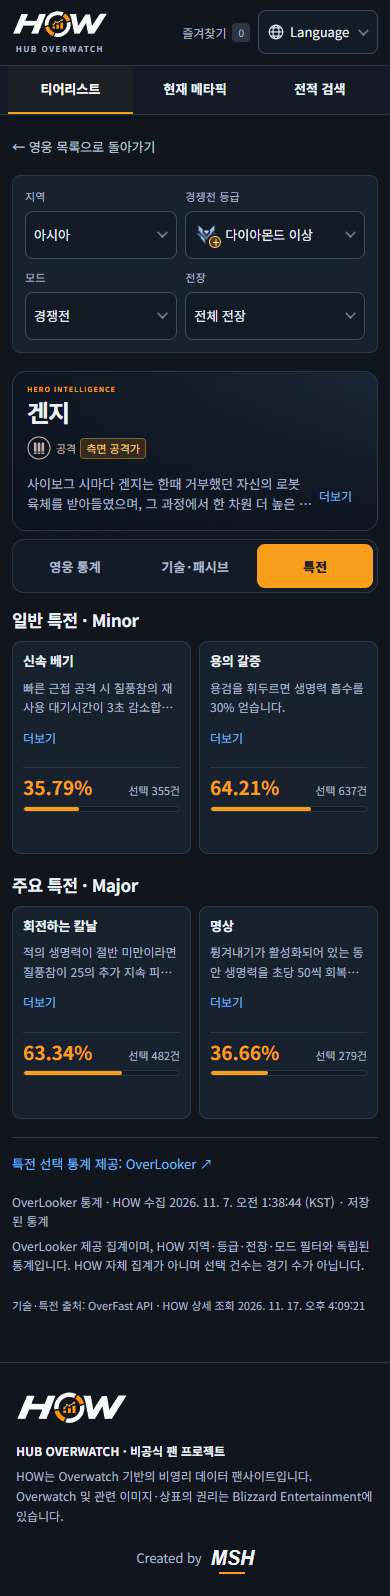 HOW
HUB OVERWATCH
즐겨찾기 0
Language
티어리스트 현재 메타픽 전적 검색
← 영웅 목록으로 돌아가기
지역 경쟁전 등급
아시아 다이아몬드 이상
모드 전장
경쟁전 전체 전장
HERO INTELLIGENCE
겐지
공격 측면 공격가
사이보그 시마다 겐지는 한때 거부했던 자신의 로봇
육체를 받아들였으며, 그 과정에서 한 차원 더 높은 … 더보기
영웅 통계 기술·패시브 특전
일반 특전 · Minor
신속 베기
빠른 근접 공격 시 질풍참의 재
사용 대기시간이 3초 감소합…
더보기
35.79% 선택 355건
용의 갈증
용검을 휘두르면 생명력 흡수를
30% 얻습니다.
더보기
64.21% 선택 637건
주요 특전 · Major
회전하는 칼날
적의 생명력이 절반 미만이라면
질풍참이 25의 추가 지속 피…
더보기
63.34% 선택 482건
명상
튕겨내기가 활성화되어 있는 동
안 생명력을 초당 50씩 회복…
더보기
36.66% 선택 279건
특전 선택 통계 제공: OverLooker ↗
OverLooker 통계 · HOW 수집 2026. 11. 7. 오전 1:38:44 (KST) · 저장
된 통계
OverLooker 제공 집계이며, HOW 지역·등급·전장·모드 필터와 독립된
통계입니다. HOW 자체 집계가 아니며 선택 건수는 경기 수가 아닙니다.
기술·특전 출처: OverFast API · HOW 상세 조회 2026. 11. 17. 오후 4:09:21
HOW
HUB OVERWATCH · 비공식 팬 프로젝트
HOW는 Overwatch 기반의 비영리 데이터 팬사이트입니다.
Overwatch 및 관련 이미지·상표의 권리는 Blizzard Entertainment에
있습니다.
Created by MSH